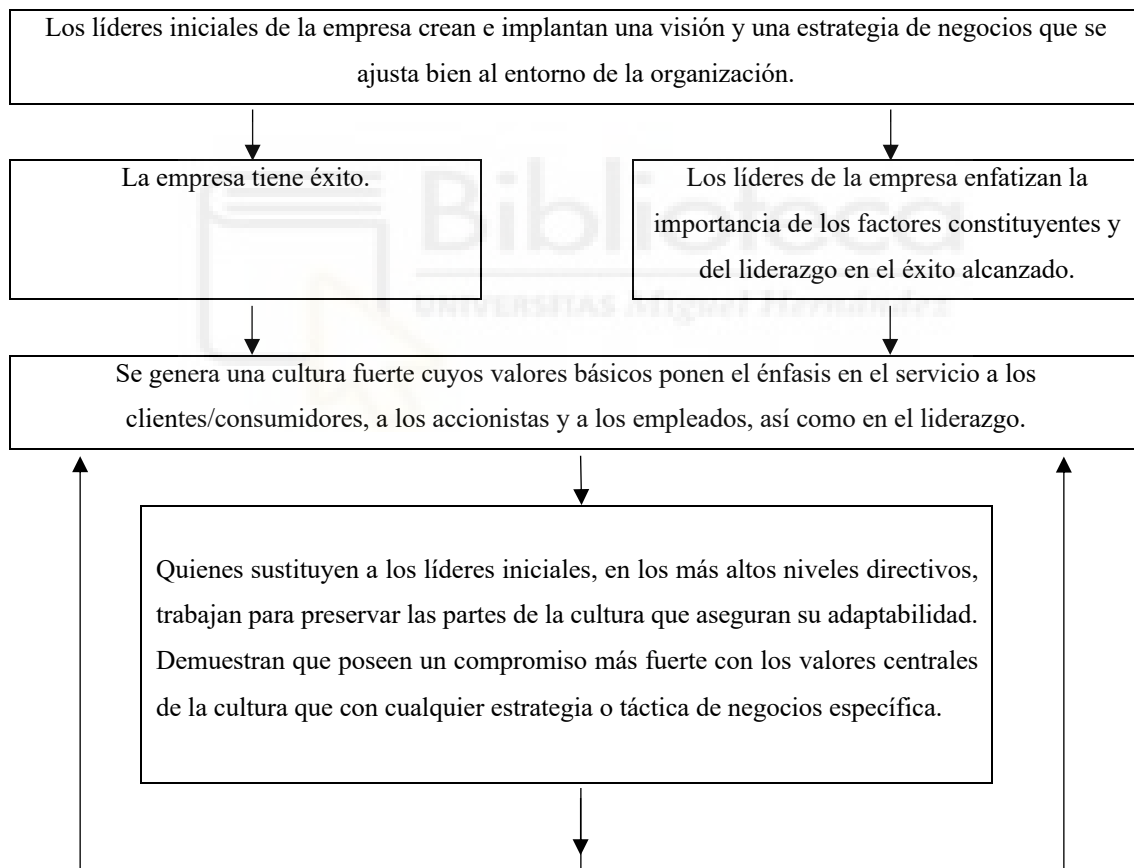 Los líderes iniciales de la empresa crean e implantan una visión y una estrategia de negocios que se
ajusta bien al entorno de la organización.
La empresa tiene éxito.
Los líderes de la empresa enfatizan la
importancia de los factores constituyentes y
del liderazgo en el éxito alcanzado.
Biblioteca
UNIVERSITAS Miguel Hernández
Se genera una cultura fuerte cuyos valores básicos ponen el énfasis en el servicio a los
clientes/consumidores, a los accionistas y a los empleados, así como en el liderazgo.
Quienes sustituyen a los líderes iniciales, en los más altos niveles directivos,
trabajan para preservar las partes de la cultura que aseguran su adaptabilidad.
Demuestran que poseen un compromiso más fuerte con los valores centrales
de la cultura que con cualquier estrategia o táctica de negocios específica.